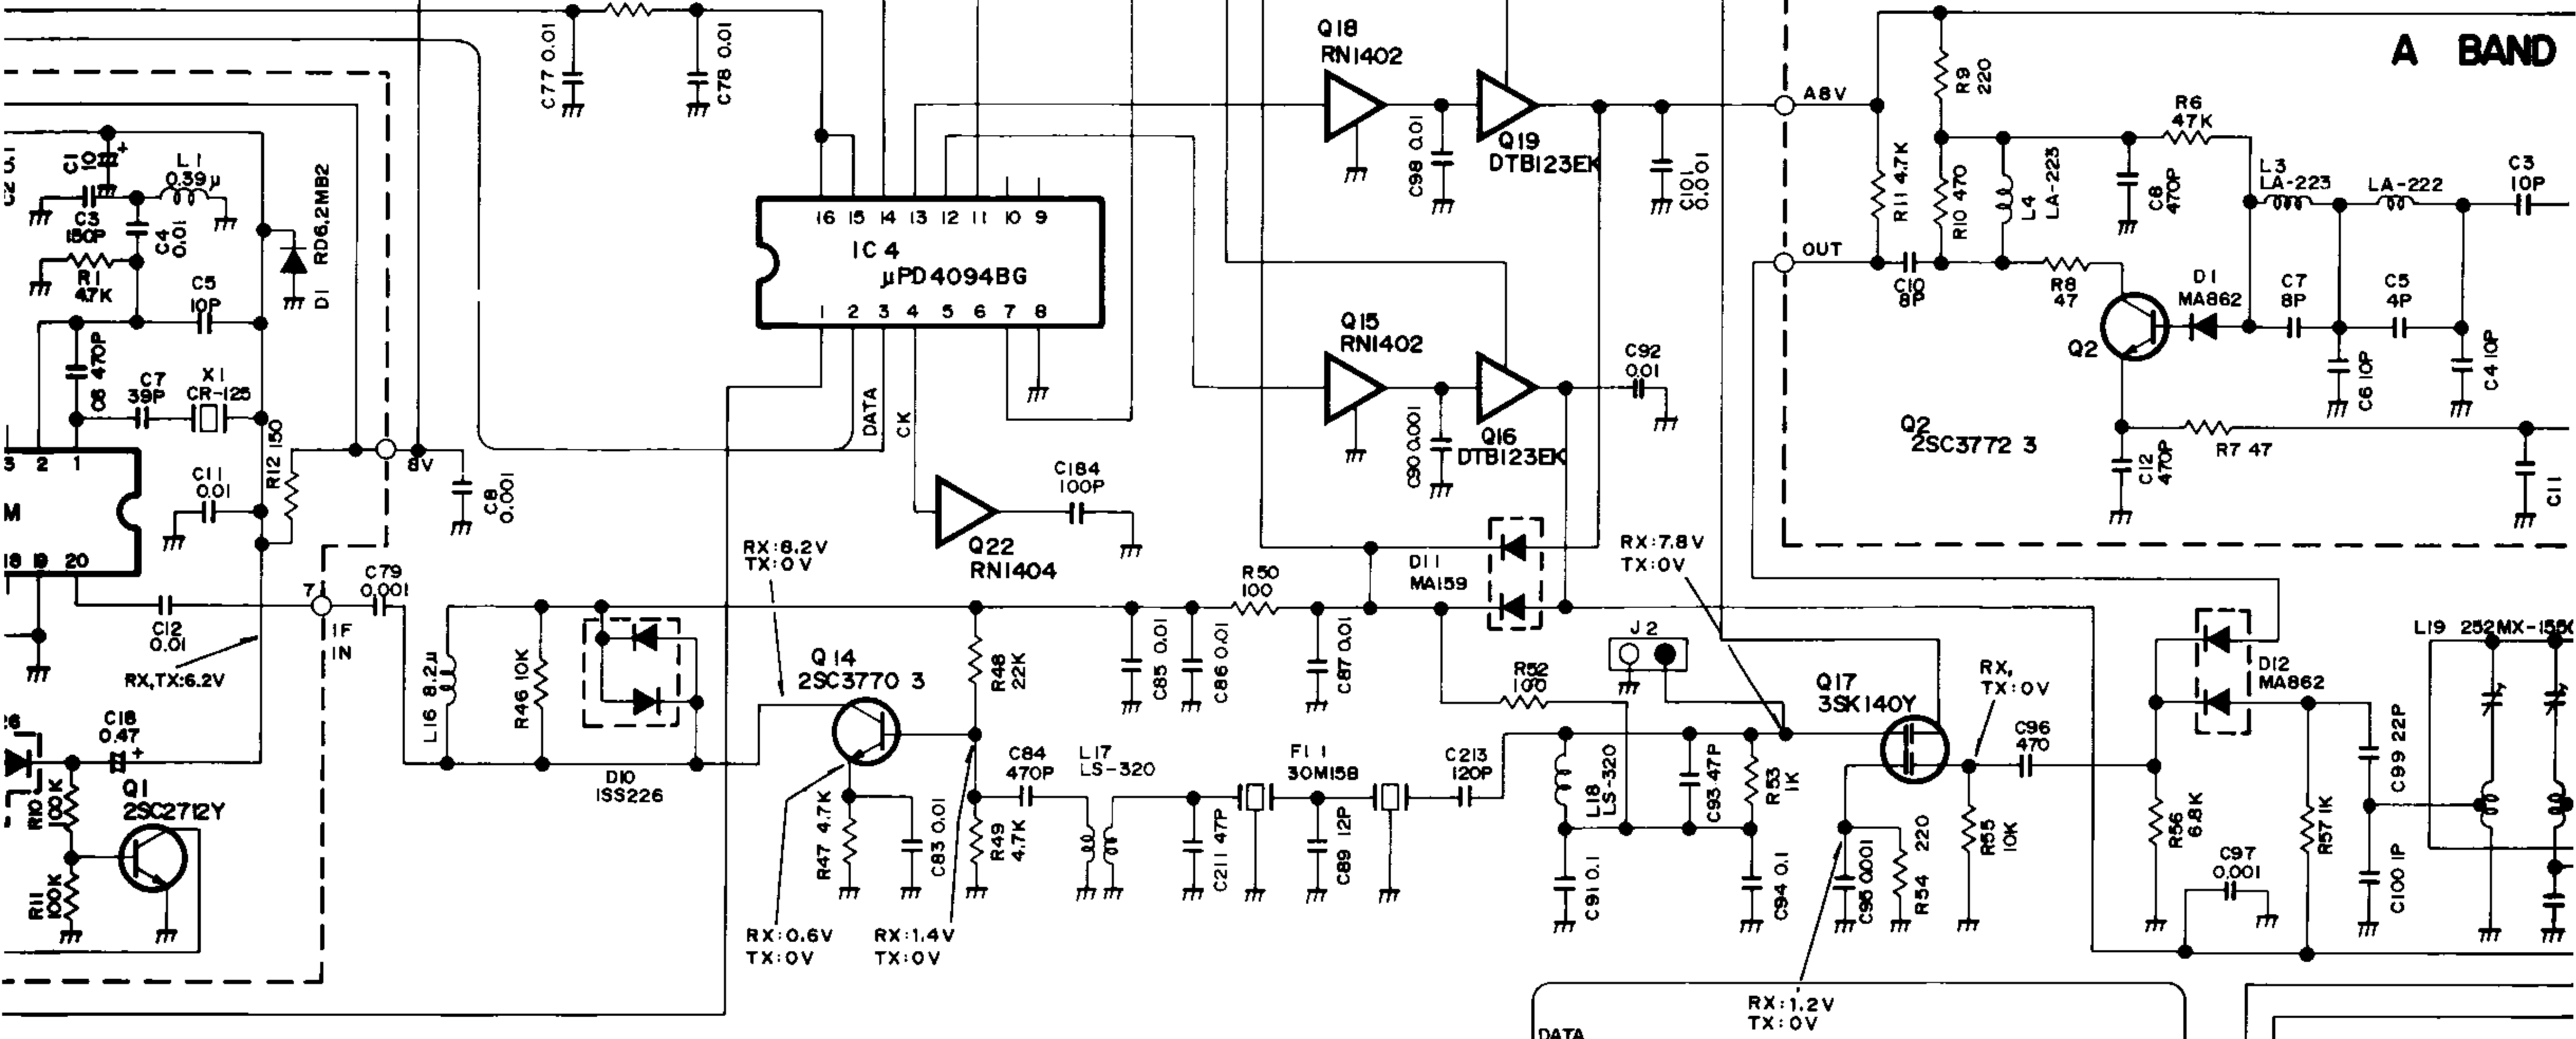 A BAND
C77 0.01
C78 0.01
Q18
RN1402
Q19
DTB123EK
C98 0.01
C101
0.001
A8V
R9
220
R6
47K
R11 4.7K
R10 470
L4
LA-223
C8
470P
L3
LA-223
LA-222
C3
10P
OUT
C10
8P
R8
47
D1
MA862
C7
8P
C5
4P
Q2
C6 10P
C4 10P
Q2
2SC3772 3
R7 47
C12
470P
C11
C2
C1
10
+
L1
0.39µ
C3
150P
C4
0.01
R1
47K
C5
10P
RD6.2MB2
D1
C6 470P
C7
39P
X1
CR-125
R12 150
8V
C8
0.001
C11
0.01
3 2 1
M
18 19 20
16 15 14 13 12 11 10 9
IC4
µPD4094BG
1 2 3 4 5 6 7 8
DATA
CK
Q22
RN1404
C184
100P
Q15
RN1402
Q16
DTB123EK
C90 0.001
C92
0.01
C12
0.01
7
IF
IN
C79
0.001
RX,TX:6.2V
C18
0.47
+
Q1
2SC2712Y
R10
100K
R11
100K
L16 8.2µ
R46 10K
D10
ISS226
RX:8.2V
TX:0V
Q14
2SC3770 3
R48
22K
C85 0.01
C86 0.01
R50
100
C87 0.01
D11
MA159
R52
100
RX:7.8V
TX:0V
J2
R47 4.7K
C83 0.01
R49
4.7K
C84
470P
L17
LS-320
C211 47P
FL1
30M15B
C89 12P
C213
120P
L18
LS-320
C93 47P
R53
1K
C91 0.1
C94 0.1
RX:0.6V
TX:0V
RX:1.4V
TX:0V
Q17
3SK140Y
RX,
TX:0V
C96
470
C95 0.001
R54 220
R55
10K
RX:1.2V
TX:0V
D12
MA862
R56
6.8K
R57 1K
C97
0.001
C99 22P
C100 1P
L19 252MX-155
DATA